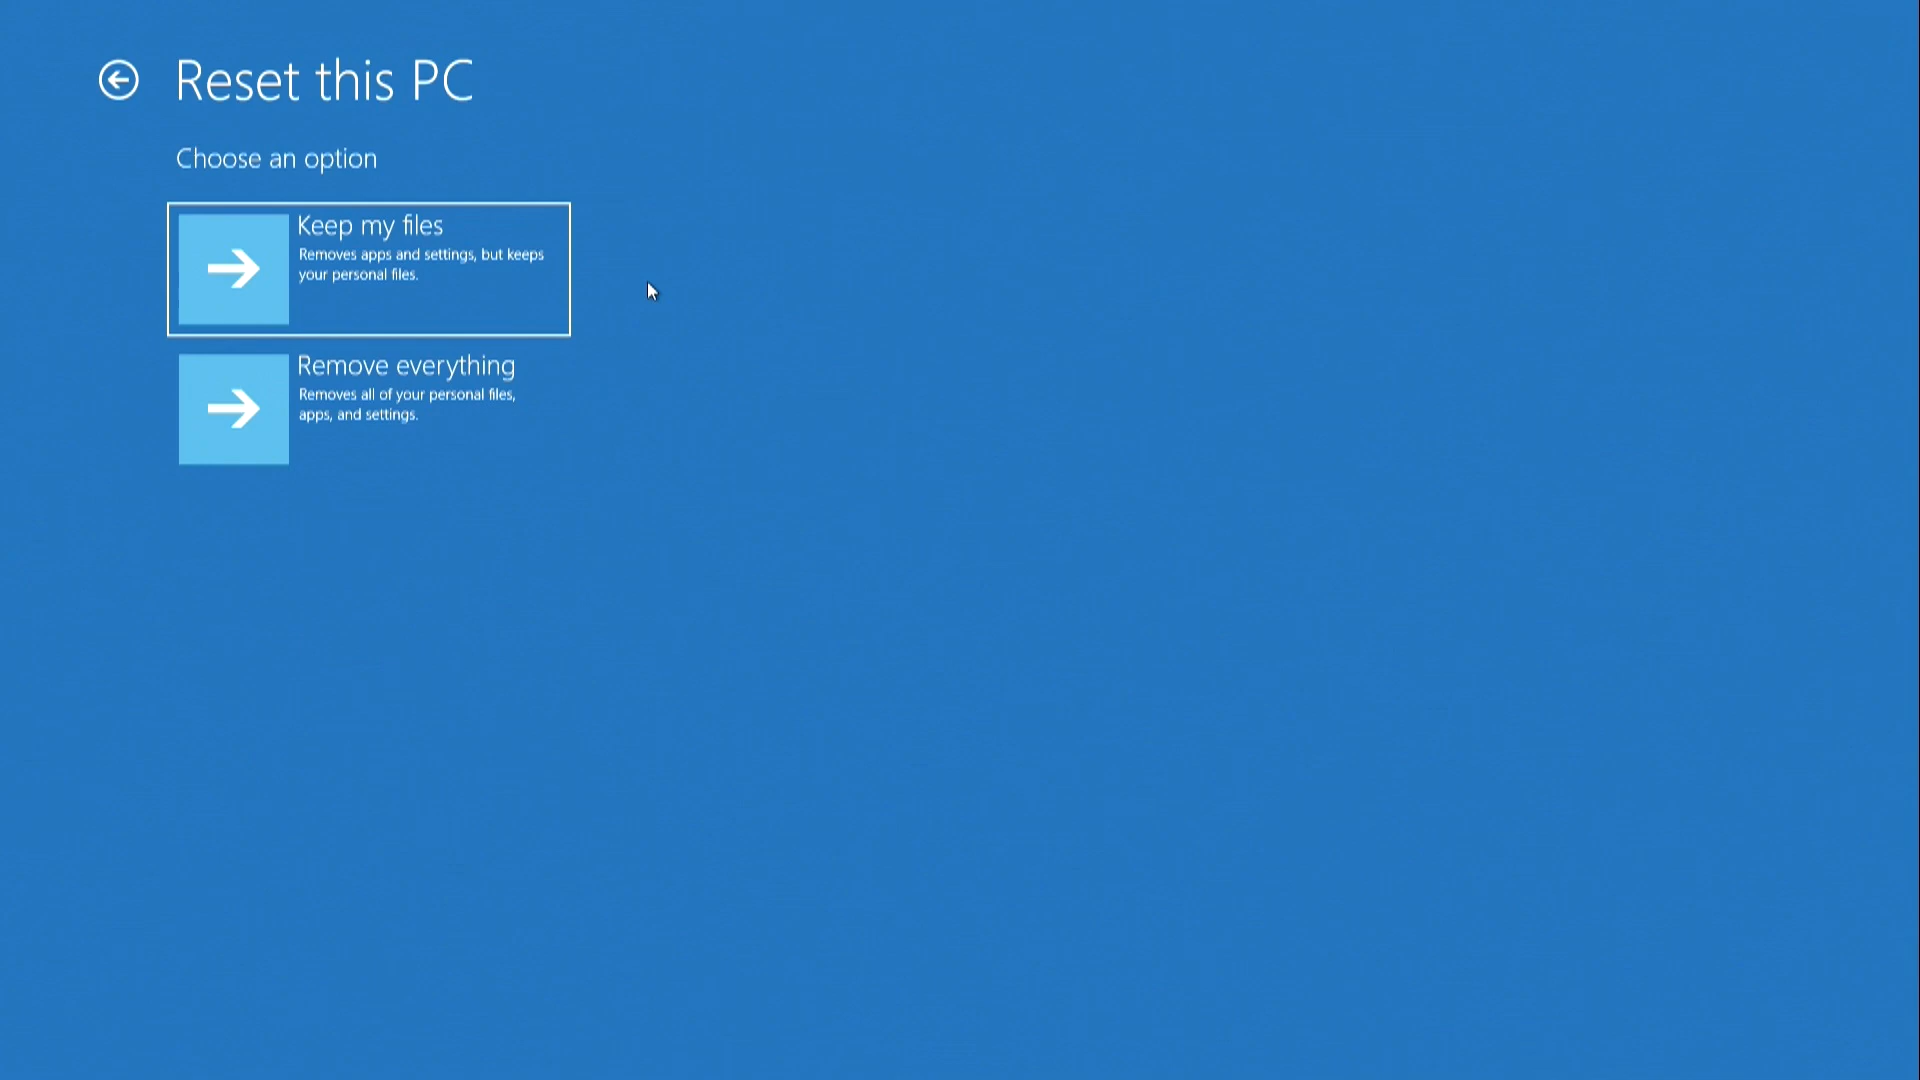 Reset this PC
Choose an option
Keep my files
Removes apps and settings, but keeps
your personal files.
Remove everything
Removes all of your personal files,
apps, and settings.